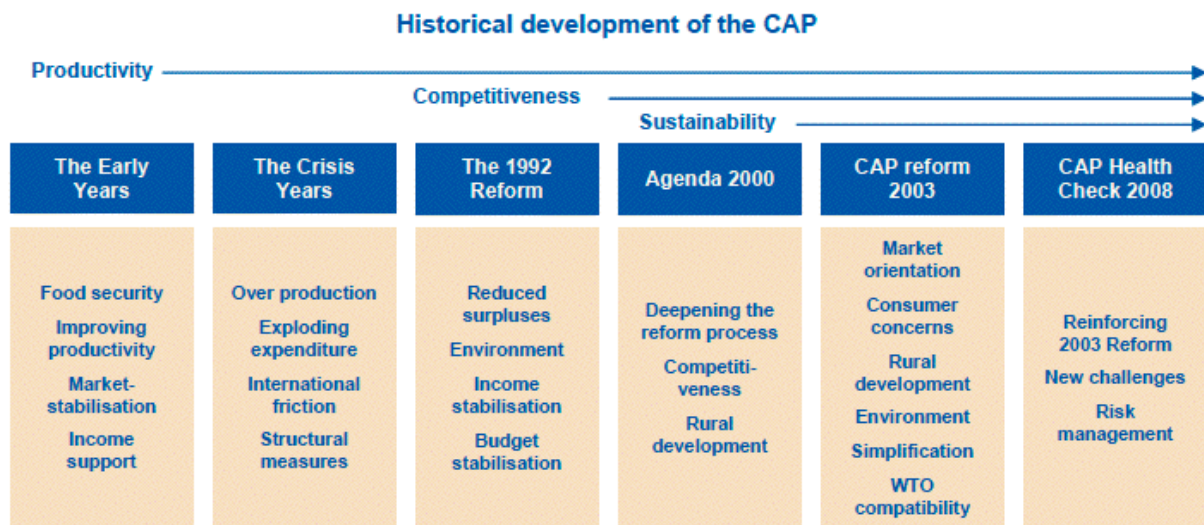 Historical development of the CAP
Productivity
Competitiveness
Sustainability
The Early
Years
The Crisis
Years
The 1992
Reform
Agenda 2000
CAP reform
2003
CAP Health
Check 2008
Food security
Improving
productivity
Market-
stabilisation
Income
support
Over production
Exploding
expenditure
International
friction
Structural
measures
Reduced
surpluses
Environment
Income
stabilisation
Budget
stabilisation
Deepening the
reform process
Competiti-
veness
Rural
development
Market
orientation
Consumer
concerns
Rural
development
Environment
Simplification
WTO
compatibility
Reinforcing
2003 Reform
New challenges
Risk
management